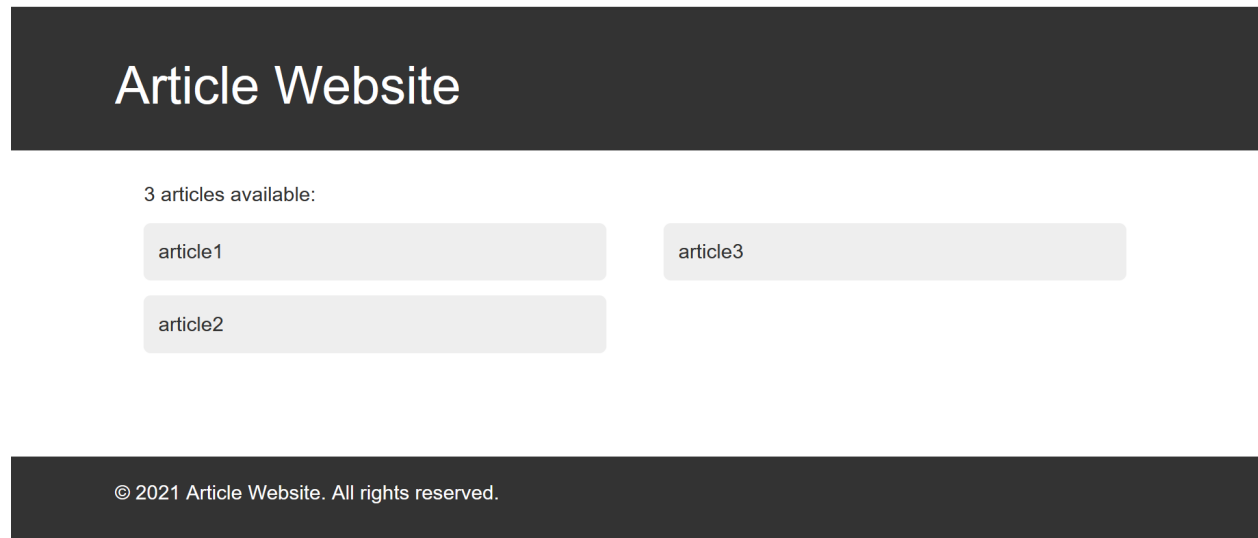 Article Website
3 articles available:
article1
article2
article3
© 2021 Article Website. All rights reserved.